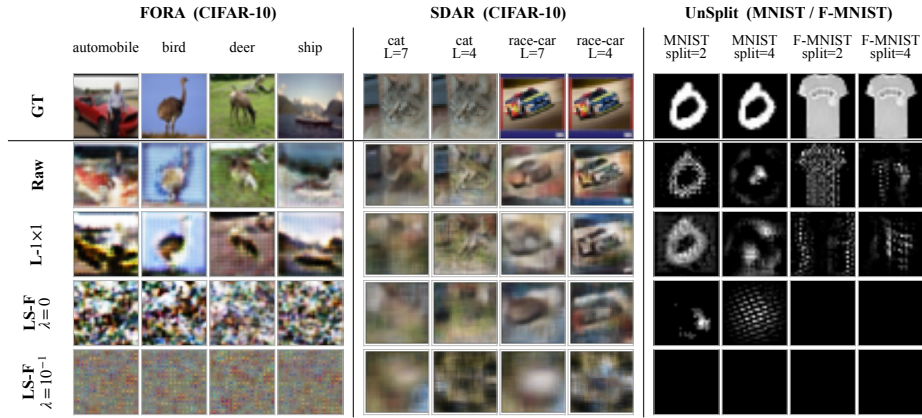 FORA (CIFAR-10)
SDAR (CIFAR-10)
UnSplit (MNIST / F-MNIST)
automobile bird deer ship
cat cat race-car race-car
L=7 L=4 L=7 L=4
MNIST MNIST F-MNIST F-MNIST
split=2 split=4 split=2 split=4
GT
Raw
L-1×1
LS-F
λ=0
LS-F
λ=10⁻¹